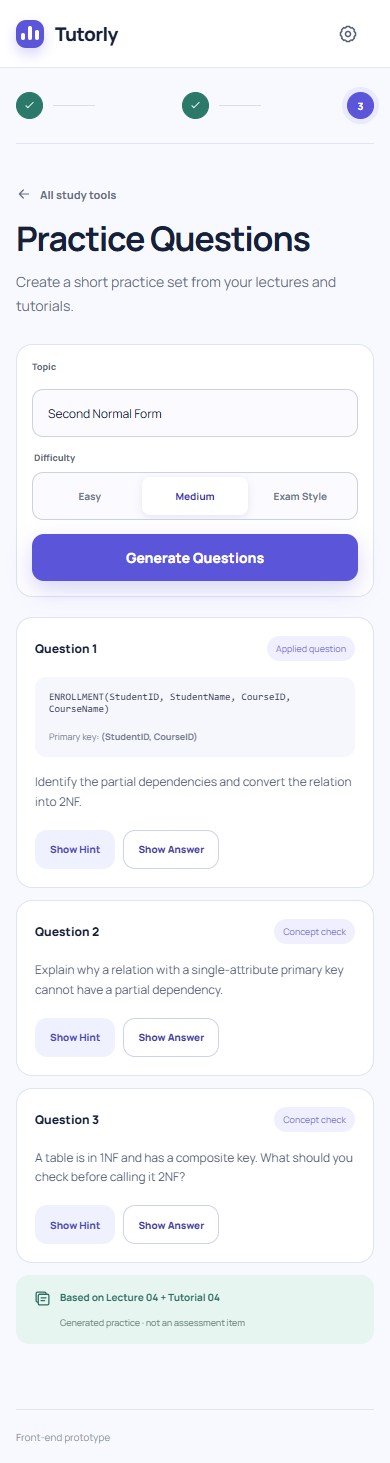 Tutorly
3
All study tools
Practice Questions
Create a short practice set from your lectures and
tutorials.
Topic
Second Normal Form
Difficulty
Easy
Medium
Exam Style
Generate Questions
Question 1
Applied question
ENROLLMENT(StudentID, StudentName, CourseID,
CourseName)
Primary key: (StudentID, CourseID)
Identify the partial dependencies and convert the relation
into 2NF.
Show Hint
Show Answer
Question 2
Concept check
Explain why a relation with a single-attribute primary key
cannot have a partial dependency.
Show Hint
Show Answer
Question 3
Concept check
A table is in 1NF and has a composite key. What should you
check before calling it 2NF?
Show Hint
Show Answer
Based on Lecture 04 + Tutorial 04
Generated practice · not an assessment item
Front-end prototype